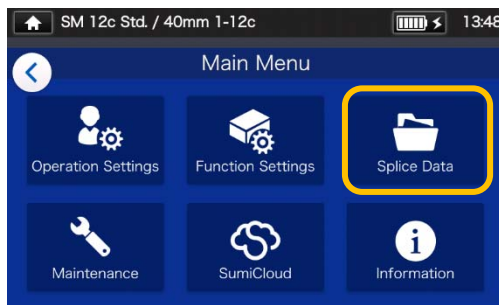 SM 12c Std. / 40mm 1-12c 13:48
Main Menu
Operation Settings Function Settings Splice Data
Maintenance SumiCloud Information